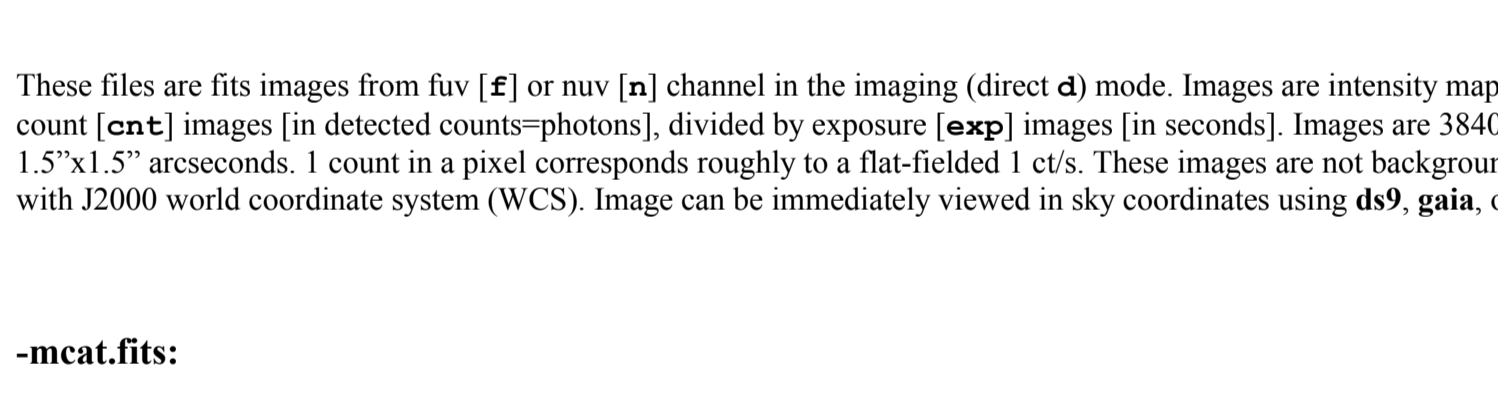 These files are fits images from fuv [f] or nuv [n] channel in the imaging (direct d) mode. Images are intensity map
count [cnt] images [in detected counts=photons], divided by exposure [exp] images [in seconds]. Images are 3840
1.5”x1.5” arcseconds. 1 count in a pixel corresponds roughly to a flat-fielded 1 ct/s. These images are not
with J2000 world coordinate system (WCS). Image can be immediately viewed in sky coordinates using ds9, gaia,
-mcat.fits: